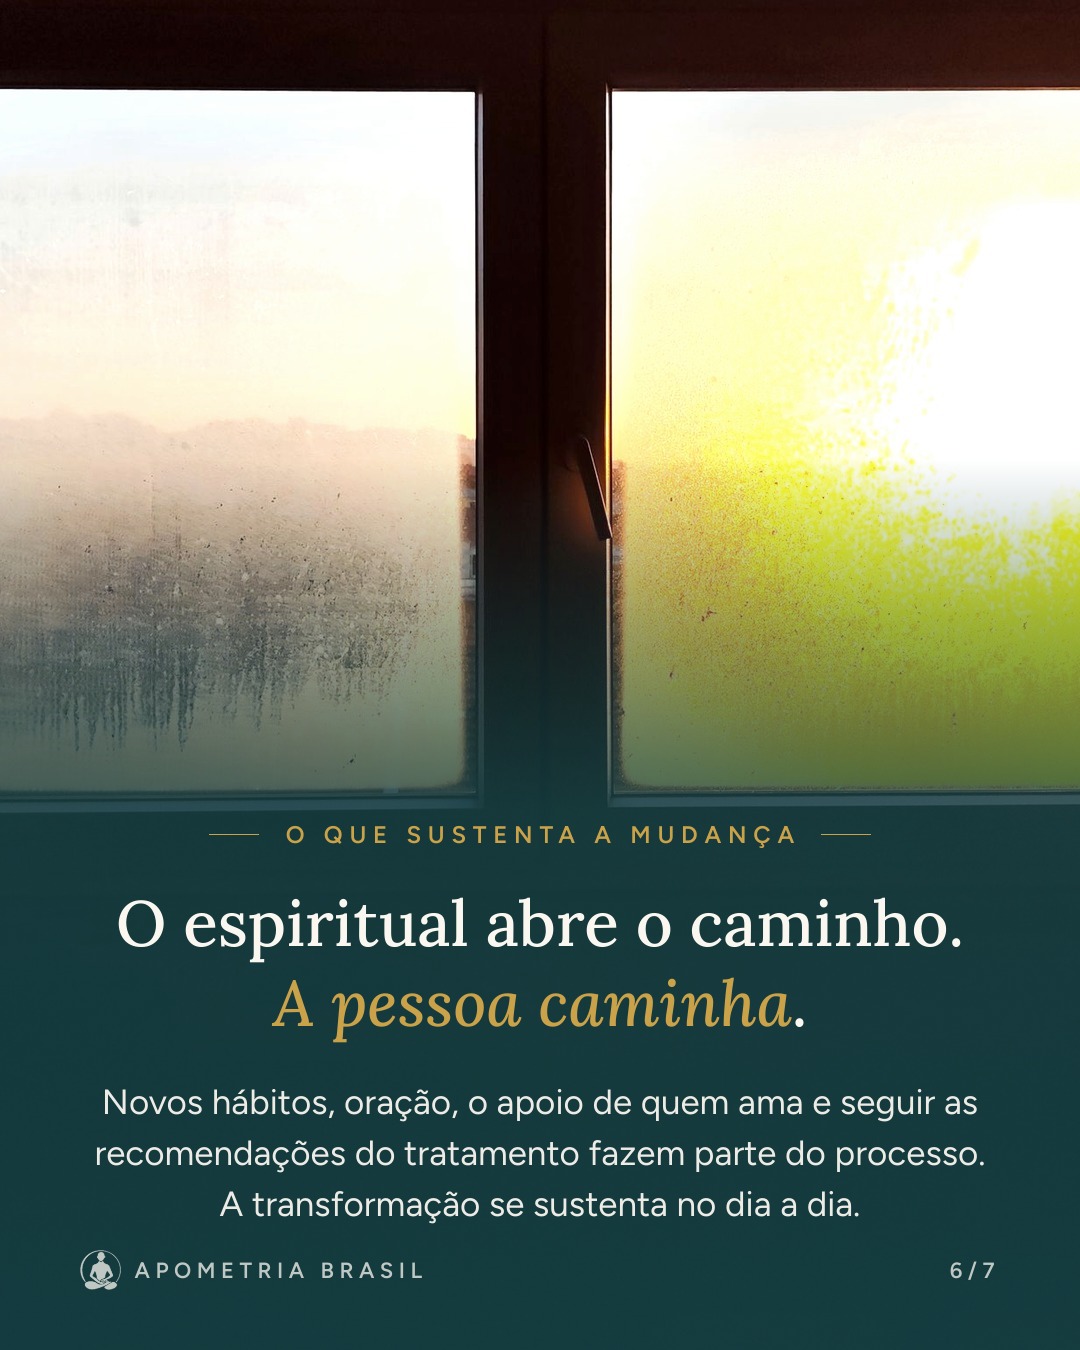 O QUE SUSTENTA A MUDANÇA
O espiritual abre o caminho.
A pessoa caminha.
Novos hábitos, oração, o apoio de quem ama e seguir as
recomendações do tratamento fazem parte do processo.
A transformação se sustenta no dia a dia.
APOMETRIA BRASIL
6/7